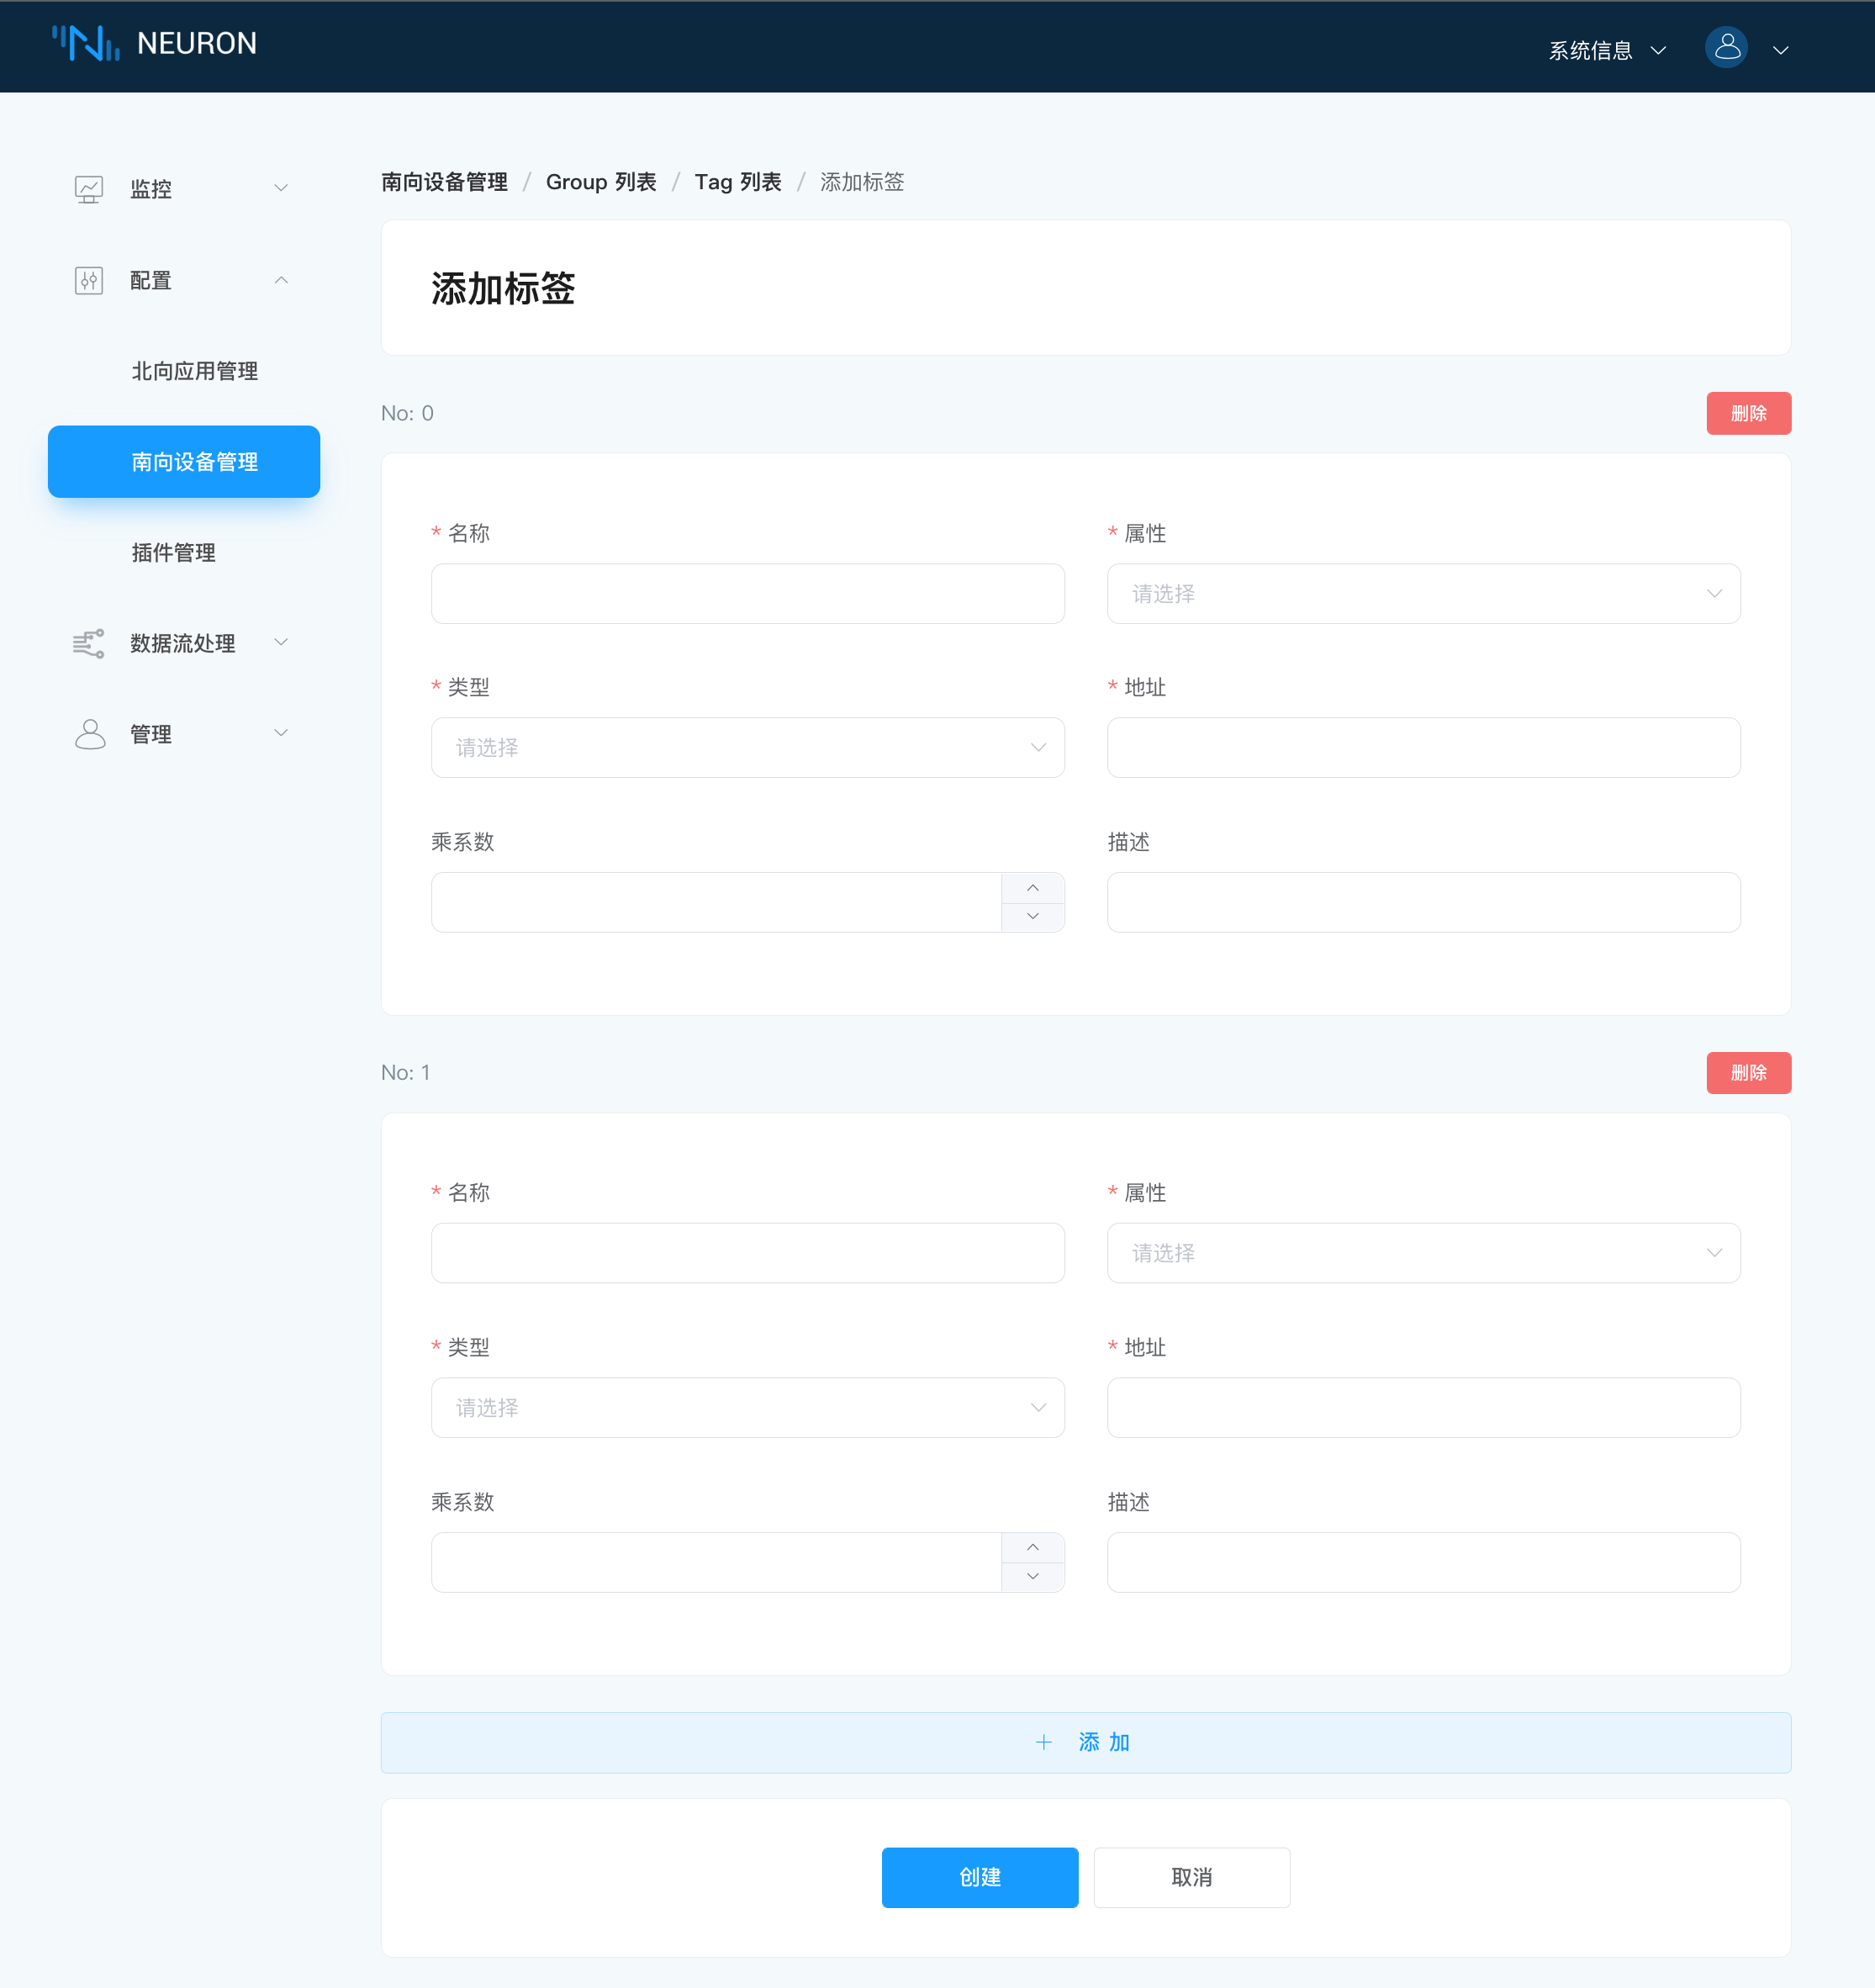 NEURON
系统信息
监控
配置
北向应用管理
南向设备管理
插件管理
数据流处理
管理
南向设备管理 / Group 列表 / Tag 列表 / 添加标签
添加标签
No: 0
删除
* 名称
* 属性
请选择
* 类型
* 地址
请选择
乘系数
描述
No: 1
删除
* 名称
* 属性
请选择
* 类型
* 地址
请选择
乘系数
描述
+ 添 加
创建
取消